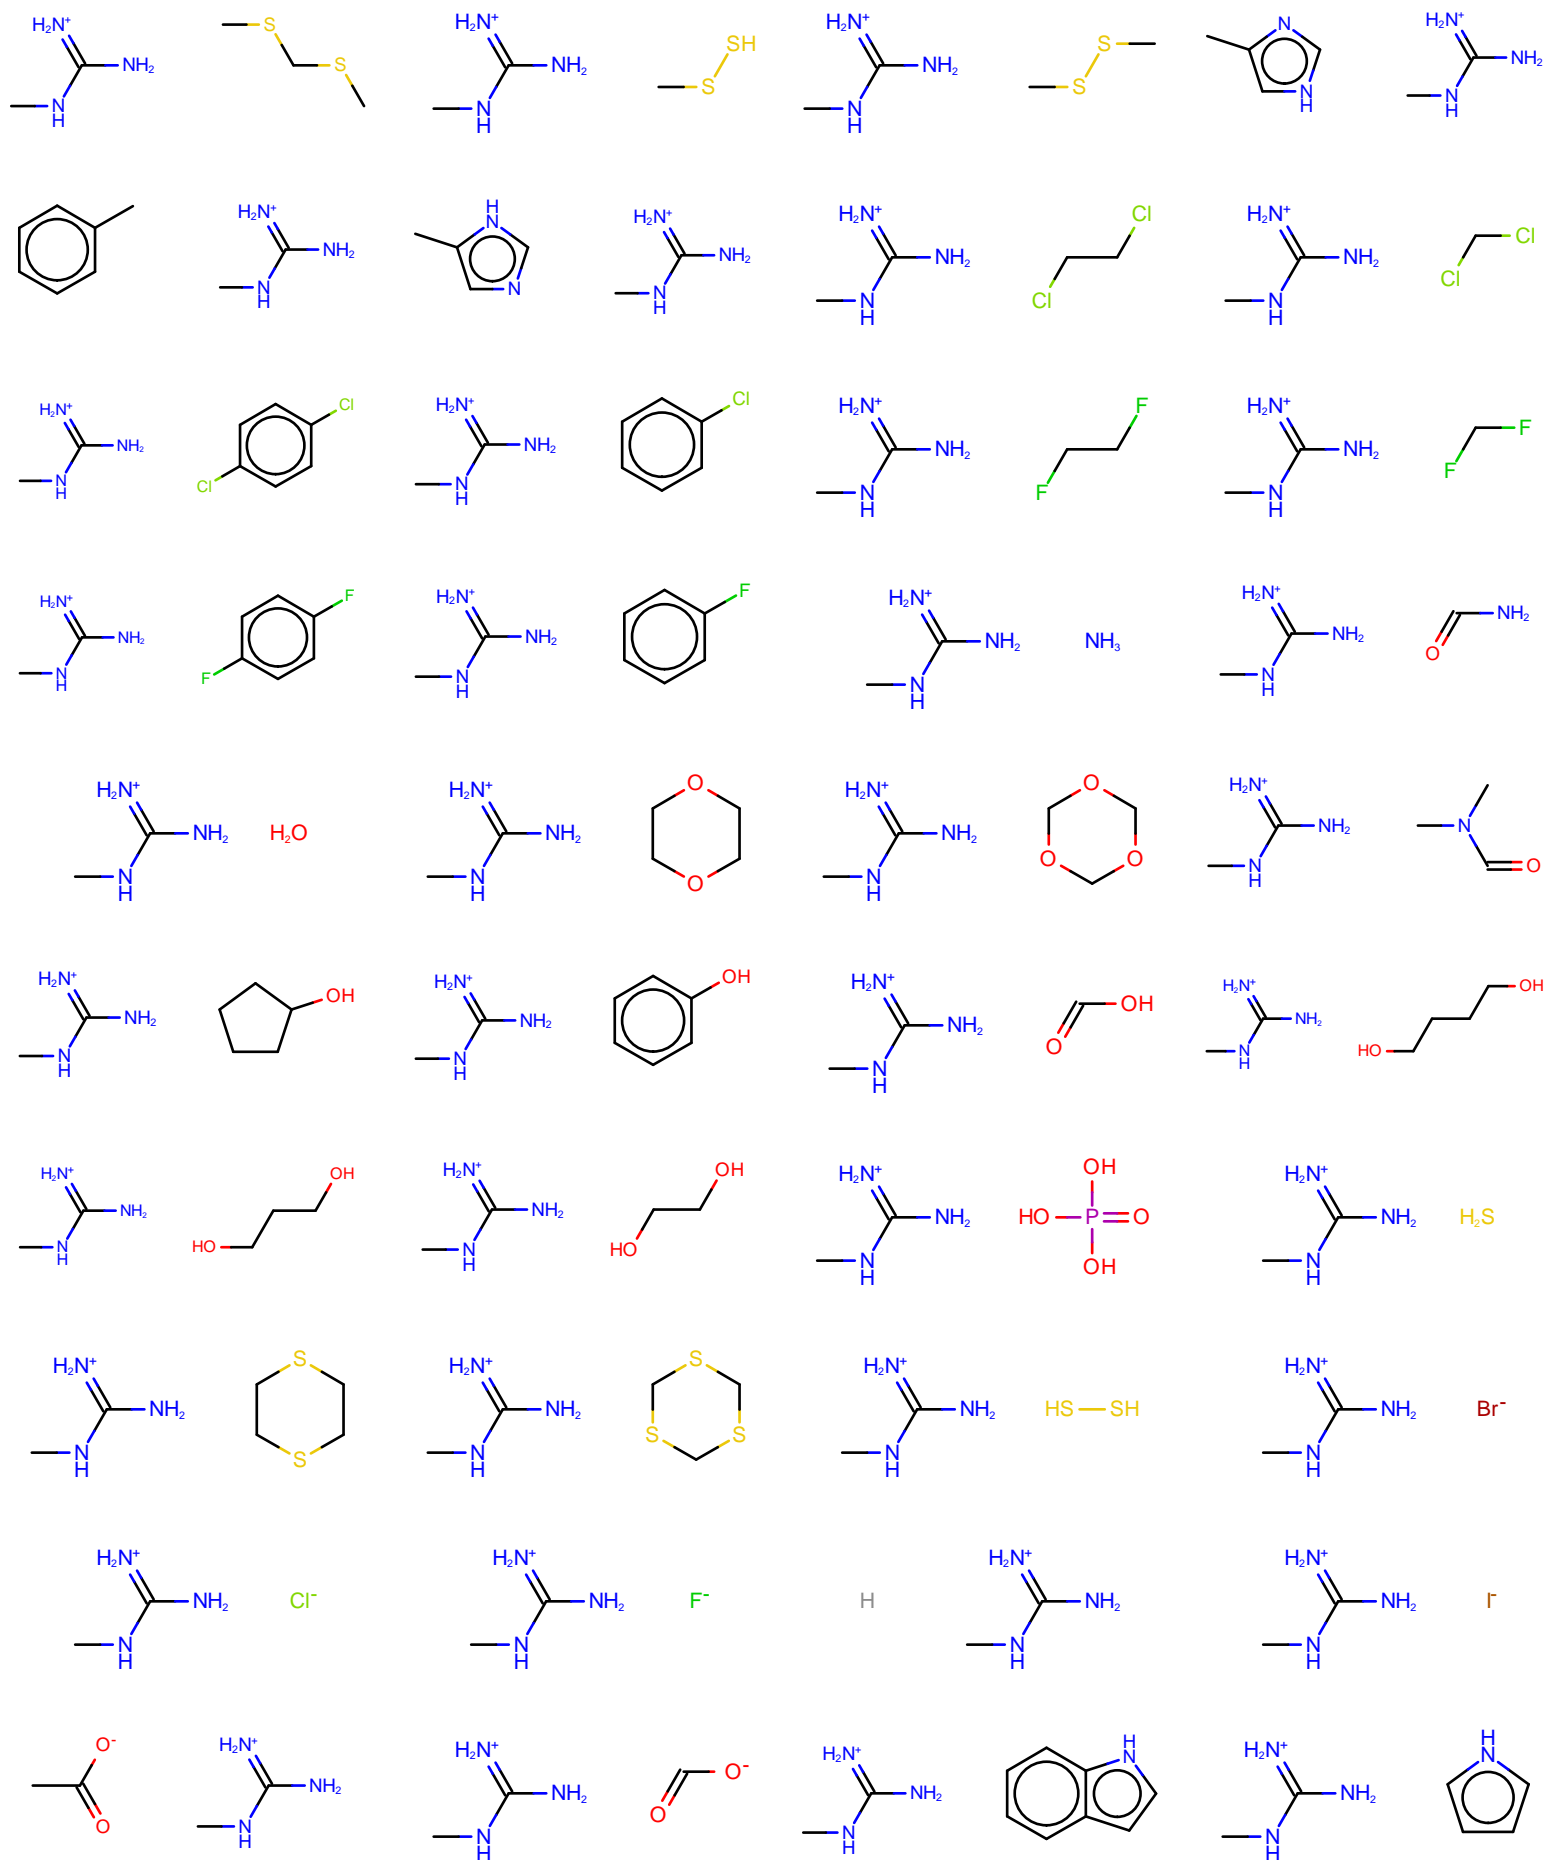 H₂N⁺ S H₂N⁺ SH H₂N⁺ S N H₂N⁺
NH₂ S NH₂ S NH₂ S NH₂
N N N N N
H H H H H
H₂N⁺ H H₂N⁺ H₂N⁺ Cl H₂N⁺ Cl
N
NH₂ NH₂ NH₂ NH₂
N N N N Cl N Cl
H H H H
H₂N⁺ Cl H₂N⁺ Cl H₂N⁺ F H₂N⁺ F
NH₂ NH₂ NH₂ NH₂
N Cl N N F N F
H H H H
H₂N⁺ F H₂N⁺ F H₂N⁺ H₂N⁺ NH₂
NH₂ NH₂ NH₂ NH₃ NH₂ O
N F N N N
H H H H
H₂N⁺ H₂N⁺ O H₂N⁺ O H₂N⁺
NH₂ H₂O NH₂ NH₂ NH₂ N
N N O N O O N O
H H H H
H₂N⁺ OH H₂N⁺ OH H₂N⁺ OH H₂N⁺ OH
NH₂ NH₂ NH₂ NH₂
N N N O N HO
H H H H
H₂N⁺ OH H₂N⁺ OH H₂N⁺ OH H₂N⁺
NH₂ NH₂ NH₂ HO P O NH₂ H₂S
N HO N HO N OH N
H H H H
H₂N⁺ S H₂N⁺ S H₂N⁺ H₂N⁺
NH₂ NH₂ NH₂ HS SH NH₂ Br⁻
N S N S S N N
H H H H
H₂N⁺ H₂N⁺ H₂N⁺ H₂N⁺
NH₂ Cl⁻ NH₂ F⁻ H NH₂ NH₂ I⁻
N N N N
H H H H
O⁻ H₂N⁺ H₂N⁺ O⁻ H₂N⁺ H H₂N⁺ H
N N
NH₂ NH₂ NH₂ NH₂
O N N O N N
H H H H